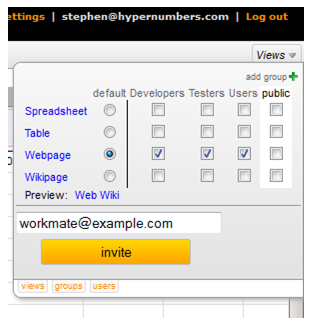 ettings | stephen@hypernumbers.com | Log out
Views
add group
default Developers Testers Users public
Spreadsheet
Table
Webpage
Wikipage
Preview: Web Wiki
workmate@example.com
invite
views groups users